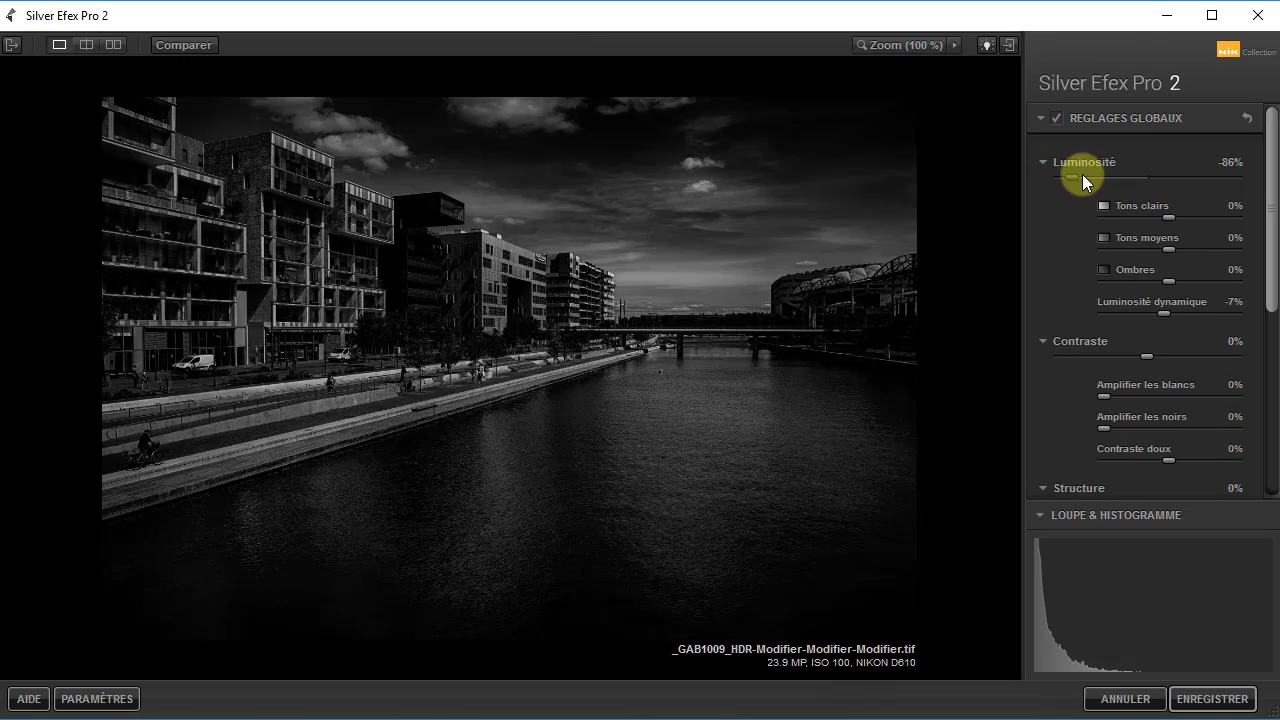 Silver Efex Pro 2
Comparer
Zoom (100 %)
NIK Collection
Silver Efex Pro 2
REGLAGES GLOBAUX
Luminosité -86%
Tons clairs 0%
Tons moyens 0%
Ombres 0%
Luminosité dynamique -7%
Contraste 0%
Amplifier les blancs 0%
Amplifier les noirs 0%
Contraste doux 0%
Structure 0%
LOUPE & HISTOGRAMME
_GAB1009_HDR-Modifier-Modifier-Modifier.tif
23.9 MP, ISO 100, NIKON D610
AIDE
PARAMÈTRES
ANNULER
ENREGISTRER